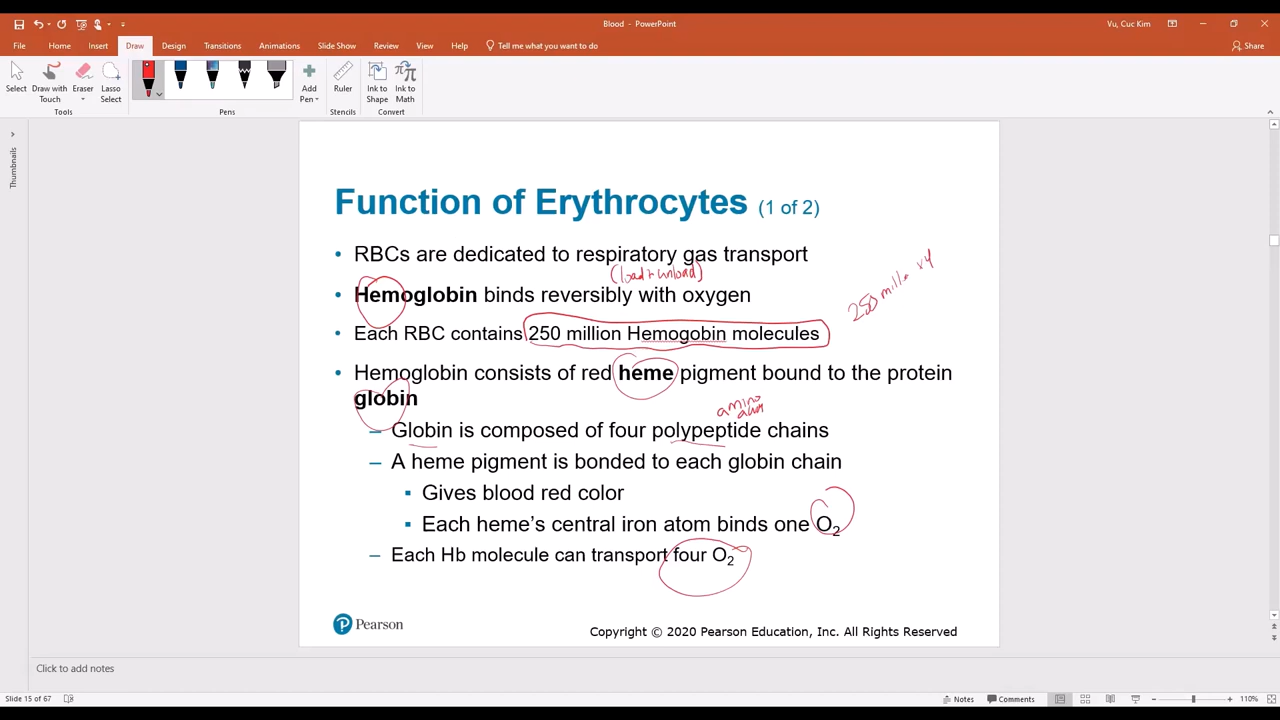 Blood - PowerPoint
Vu, Cuc Kim
File Home Insert Draw Design Transitions Animations Slide Show Review View Help Tell me what you want to do Share
Select Draw with Touch Eraser Lasso Select Add Pen Ruler Ink to Shape Ink to Math
Tools Pens Stencils Convert
Thumbnails
Function of Erythrocytes (1 of 2)
• RBCs are dedicated to respiratory gas transport
(load + unload)
• Hemoglobin binds reversibly with oxygen
250 mill. x4
• Each RBC contains 250 million Hemogobin molecules
• Hemoglobin consists of red heme pigment bound to the protein
globin
amino
– Globin is composed of four polypeptide chains
– A heme pigment is bonded to each globin chain
▪ Gives blood red color
▪ Each heme's central iron atom binds one O₂
– Each Hb molecule can transport four O₂
Pearson
Copyright © 2020 Pearson Education, Inc. All Rights Reserved
Click to add notes
Slide 15 of 67 Notes Comments 110%